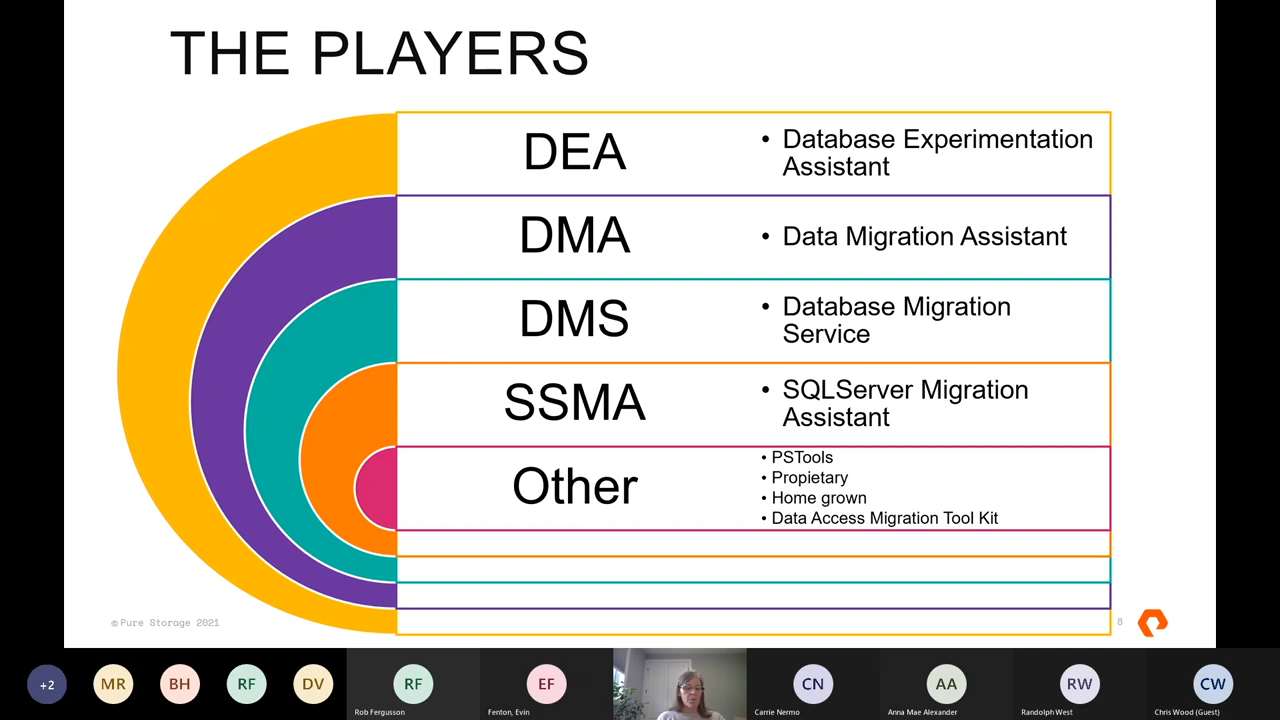 THE PLAYERS
DEA
• Database Experimentation
Assistant
DMA
• Data Migration Assistant
DMS
• Database Migration
Service
SSMA
• SQLServer Migration
Assistant
Other
• PSTools
• Propietary
• Home grown
• Data Access Migration Tool Kit
© Pure Storage 2021
8
+2
MR
BH
RF
DV
RF
Rob Fergusson
EF
Fenton, Evin
CN
Carrie Nermo
AA
Anna Mae Alexander
RW
Randolph West
CW
Chris Wood (Guest)